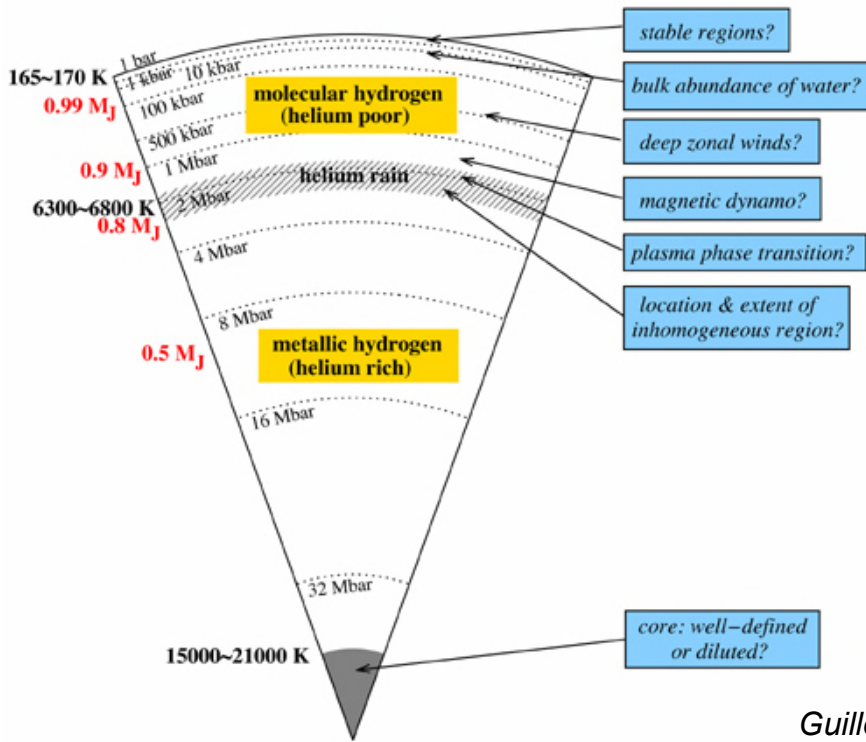 stable regions?
1 bar
165~170 K
1 kbar
10 kbar
bulk abundance of water?
0.99 MJ
100 kbar
molecular hydrogen
(helium poor)
500 kbar
deep zonal winds?
0.9 MJ
1 Mbar
helium rain
magnetic dynamo?
6300~6800 K
2 Mbar
0.8 MJ
plasma phase transition?
4 Mbar
location & extent of
inhomogeneous region?
8 Mbar
0.5 MJ
metallic hydrogen
(helium rich)
16 Mbar
32 Mbar
core: well-defined
or diluted?
15000~21000 K